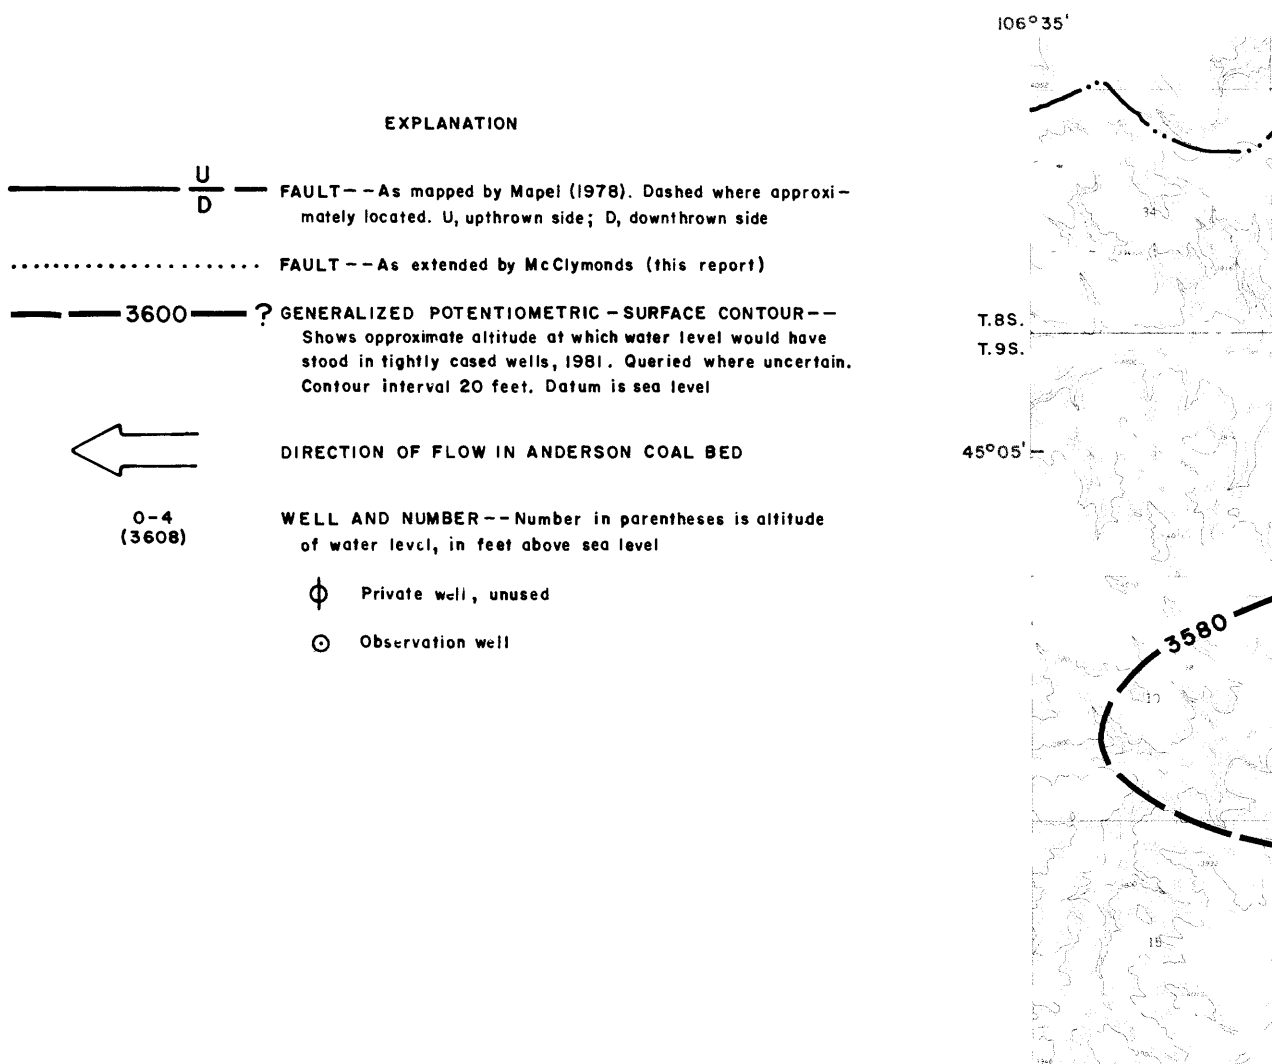 106°35'
EXPLANATION
U
D
FAULT--As mapped by Mapel (1978). Dashed where approxi-
mately located. U, upthrown side; D, downthrown side
FAULT--As extended by McClymonds (this report)
3600 ? GENERALIZED POTENTIOMETRIC-SURFACE CONTOUR--
Shows opproximate altitude at which water level would have
stood in tightly cased wells, 1981. Queried where uncertain.
Contour interval 20 feet. Datum is sea level
DIRECTION OF FLOW IN ANDERSON COAL BED
O-4
(3608)
WELL AND NUMBER--Number in parentheses is altitude
of water level, in feet above sea level
Private well, unused
Observation well
34
T.8S.
T.9S.
45°05'
3580
15